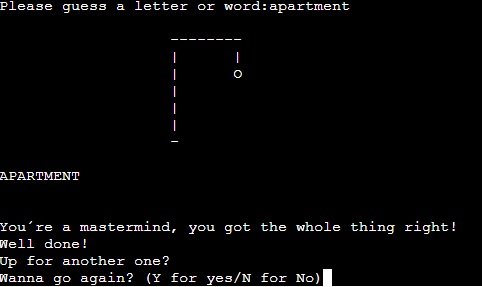 Please guess a letter or word:apartment
APARTMENT
You´re a mastermind, you got the whole thing right!
Well done!
Up for another one?
Wanna go again? (Y for yes/N for No)